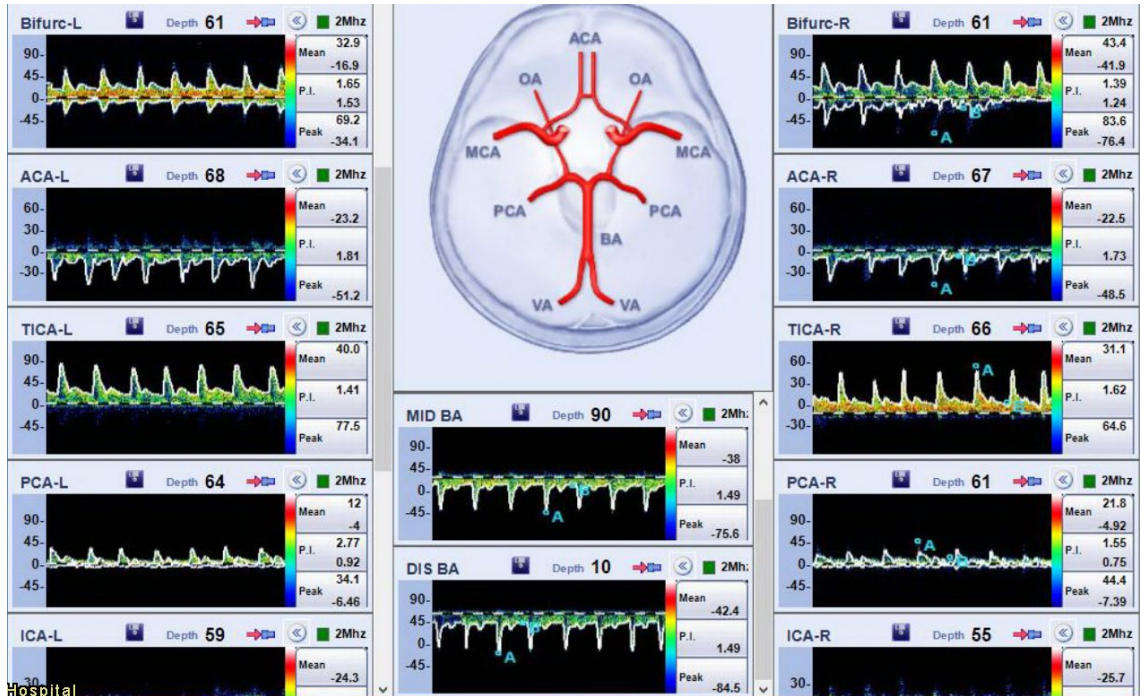 Bifurc-L Depth 61 2Mhz
90-
45-
0-
-45-
Mean 32.9
-16.9
P.I. 1.65
1.53
Peak 69.2
-34.1
ACA-L Depth 68 2Mhz
60-
30-
0-
-30-
Mean
-23.2
P.I.
1.81
Peak
-51.2
TICA-L Depth 65 2Mhz
90-
45-
0-
-45-
Mean 40.0
P.I. 1.41
Peak 77.5
PCA-L Depth 64 2Mhz
90-
45-
0-
-45-
Mean 12
-4
P.I. 2.77
0.92
Peak 34.1
-6.46
ICA-L Depth 59 2Mhz
30-
Mean
-24.3
Hospital
ACA
OA OA
MCA MCA
PCA PCA
BA
VA VA
MID BA Depth 90 2Mh:
90-
45-
0-
-45-
A
B
Mean
-38
P.I.
1.49
Peak
-75.6
DIS BA Depth 10 2Mh:
90-
45-
0-
-45-
A
B
Mean
-42.4
P.I.
1.49
Peak
-84.5
Bifurc-R Depth 61 2Mhz
90-
45-
0-
-45-
A
B
Mean 43.4
-41.9
P.I. 1.39
1.24
Peak 83.6
-76.4
ACA-R Depth 67 2Mhz
60-
30-
0-
-30-
A
B
Mean
-22.5
P.I.
1.73
Peak
-48.5
TICA-R Depth 66 2Mhz
60-
30-
0-
-30-
A
B
Mean 31.1
P.I. 1.62
Peak 64.6
PCA-R Depth 61 2Mhz
90-
45-
0-
-45-
A
B
Mean 21.8
-4.92
P.I. 1.55
0.75
Peak 44.4
-7.39
ICA-R Depth 55 2Mhz
30-
Mean
-25.7